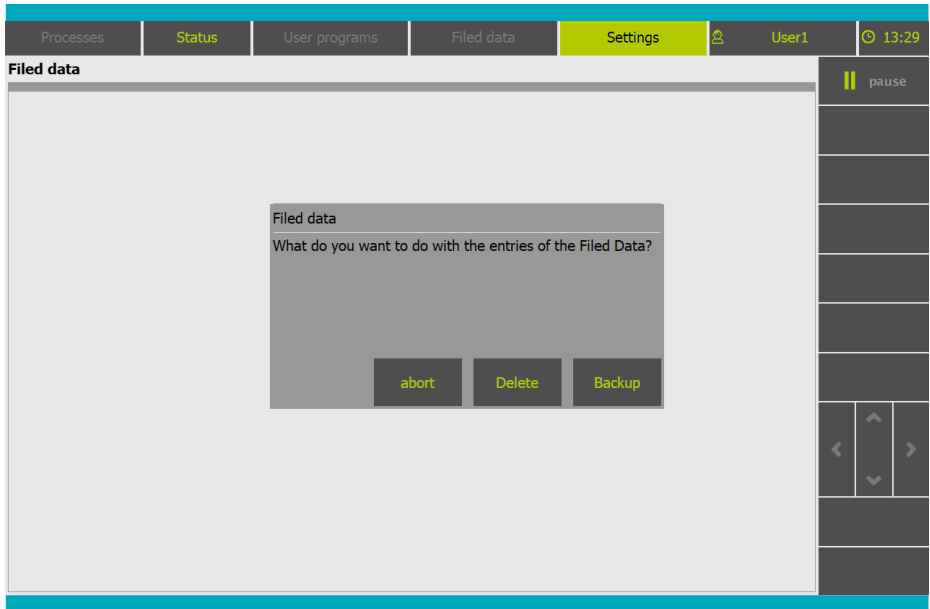 Processes Status User programs Filed data Settings User1 13:29
Filed data
pause
Filed data
What do you want to do with the entries of the Filed Data?
abort Delete Backup